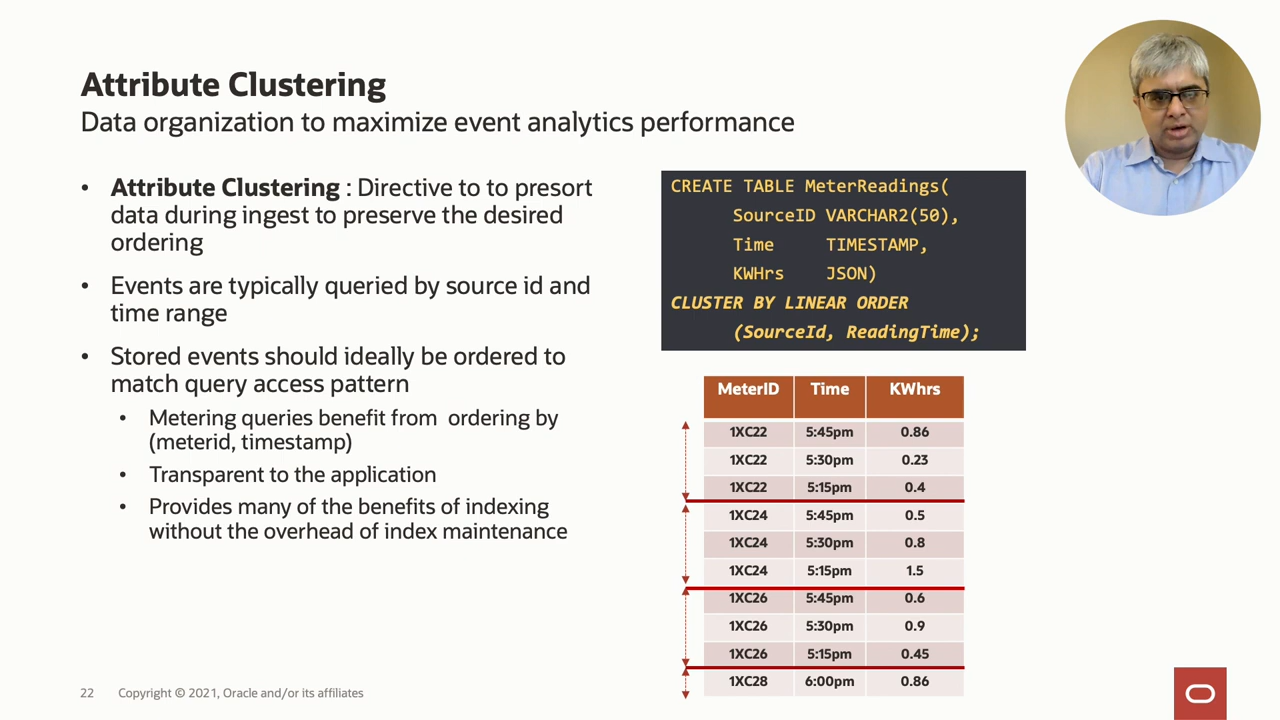 Attribute Clustering
Data organization to maximize event analytics performance
• Attribute Clustering : Directive to to presort
data during ingest to preserve the desired
ordering
• Events are typically queried by source id and
time range
• Stored events should ideally be ordered to
match query access pattern
• Metering queries benefit from ordering by
(meterid, timestamp)
• Transparent to the application
• Provides many of the benefits of indexing
without the overhead of index maintenance
CREATE TABLE MeterReadings(
SourceID VARCHAR2(50),
Time TIMESTAMP,
KWHrs JSON)
CLUSTER BY LINEAR ORDER
(SourceId, ReadingTime);
MeterID Time KWhrs
1XC22 5:45pm 0.86
1XC22 5:30pm 0.23
1XC22 5:15pm 0.4
1XC24 5:45pm 0.5
1XC24 5:30pm 0.8
1XC24 5:15pm 1.5
1XC26 5:45pm 0.6
1XC26 5:30pm 0.9
1XC26 5:15pm 0.45
1XC28 6:00pm 0.86
22 Copyright © 2021, Oracle and/or its affiliates